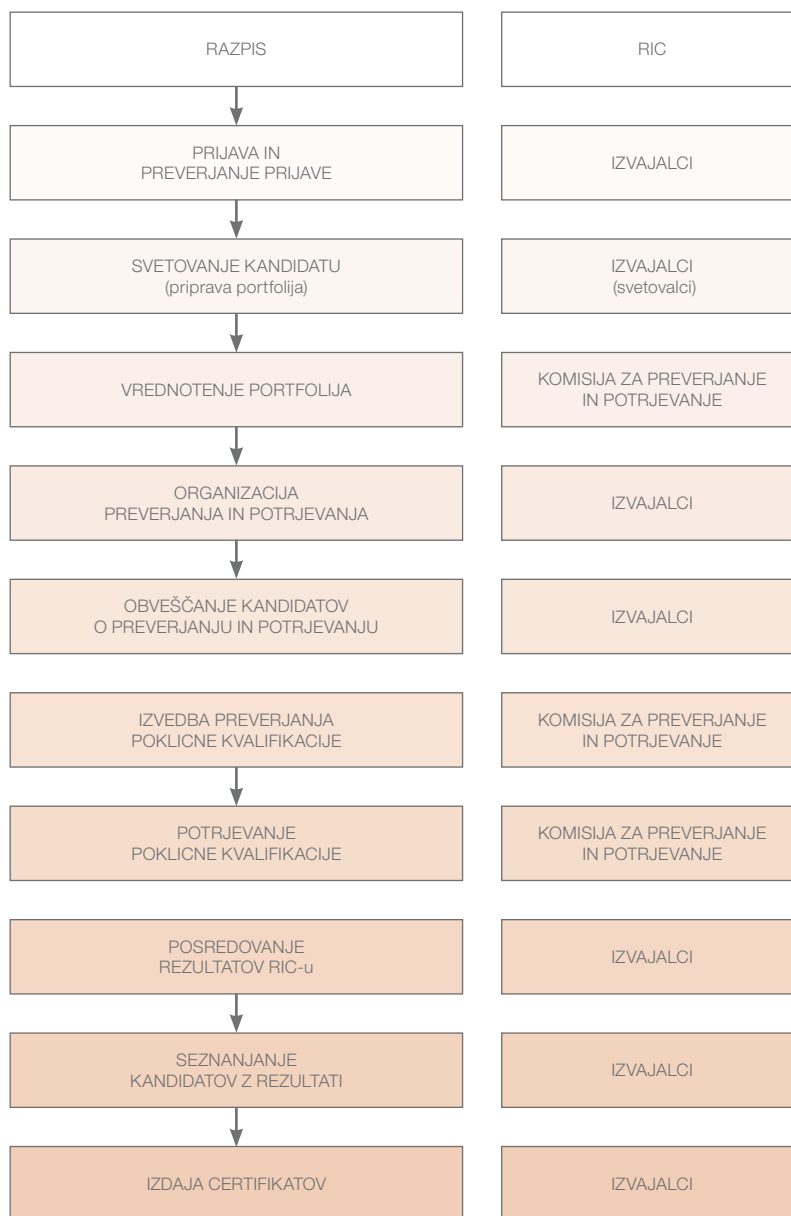 RAZPIS
RIC
PRIJAVA IN
PREVERJANJE PRIJAVE
IZVAJALCI
SVETOVANJE KANDIDATU
(priprava portfolija)
IZVAJALCI
(svetovalci)
VREDNOTENJE PORTFOLIJA
KOMISIJA ZA PREVERJANJE
IN POTRJEVANJE
ORGANIZACIJA
PREVERJANJA IN POTRJEVANJA
IZVAJALCI
OBVEŠČANJE KANDIDATOV
O PREVERJANJU IN POTRJEVANJU
IZVAJALCI
IZVEDBA PREVERJANJA
POKLICNE KVALIFIKACIJE
KOMISIJA ZA PREVERJANJE
IN POTRJEVANJE
POTRJEVANJE
POKLICNE KVALIFIKACIJE
KOMISIJA ZA PREVERJANJE
IN POTRJEVANJE
POSREDOVANJE
REZULTATOV RIC-u
IZVAJALCI
SEZNANJANJE
KANDIDATOV Z REZULTATI
IZVAJALCI
IZDAJA CERTIFIKATOV
IZVAJALCI